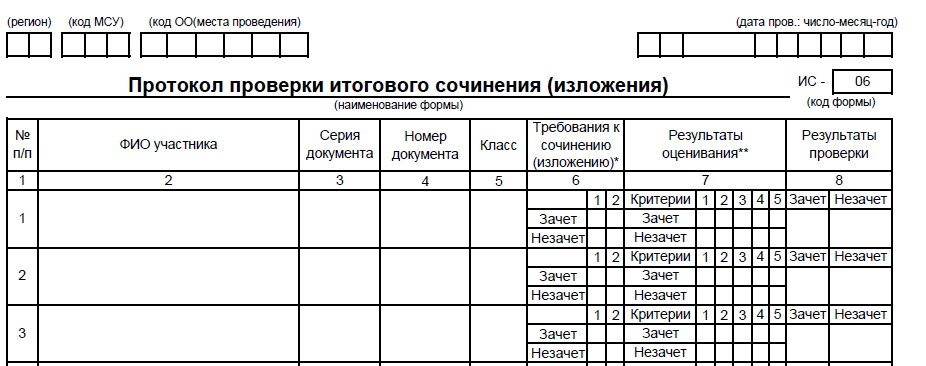 (регион) (код МСУ) (код ОО(места проведения) (дата пров.: число-месяц-год)
Протокол проверки итогового сочинения (изложения) ИС - 06
(наименование формы) (код формы)
№ п/п ФИО участника Серия документа Номер документа Класс Требования к сочинению (изложению)* Результаты оценивания** Результаты проверки
1 2 3 4 5 6 7 8
1 2 Критерии 1 2 3 4 5 Зачет Незачет
1 Зачет Зачет
Незачет Незачет
1 2 Критерии 1 2 3 4 5 Зачет Незачет
2 Зачет Зачет
Незачет Незачет
1 2 Критерии 1 2 3 4 5 Зачет Незачет
3 Зачет Зачет
Незачет Незачет